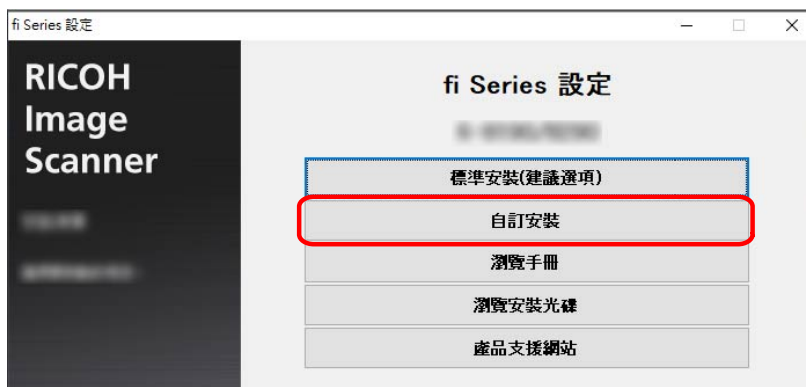 fi Series 設定
RICOH
Image
Scanner
fi Series 設定
標準安裝(建議選項)
自訂安裝
瀏覽手冊
瀏覽安裝光碟
產品支援網站